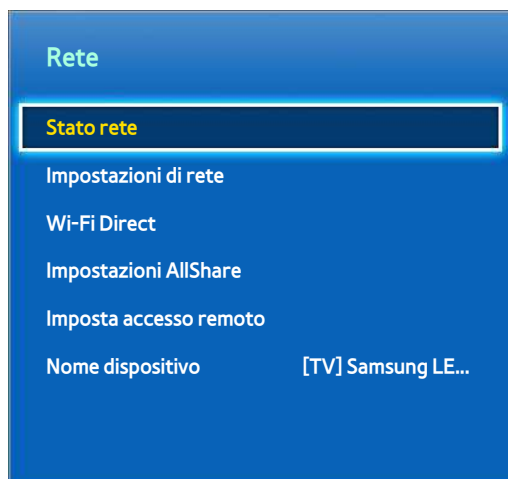 Rete
Stato rete
Impostazioni di rete
Wi-Fi Direct
Impostazioni AllShare
Imposta accesso remoto
Nome dispositivo [TV] Samsung LE...